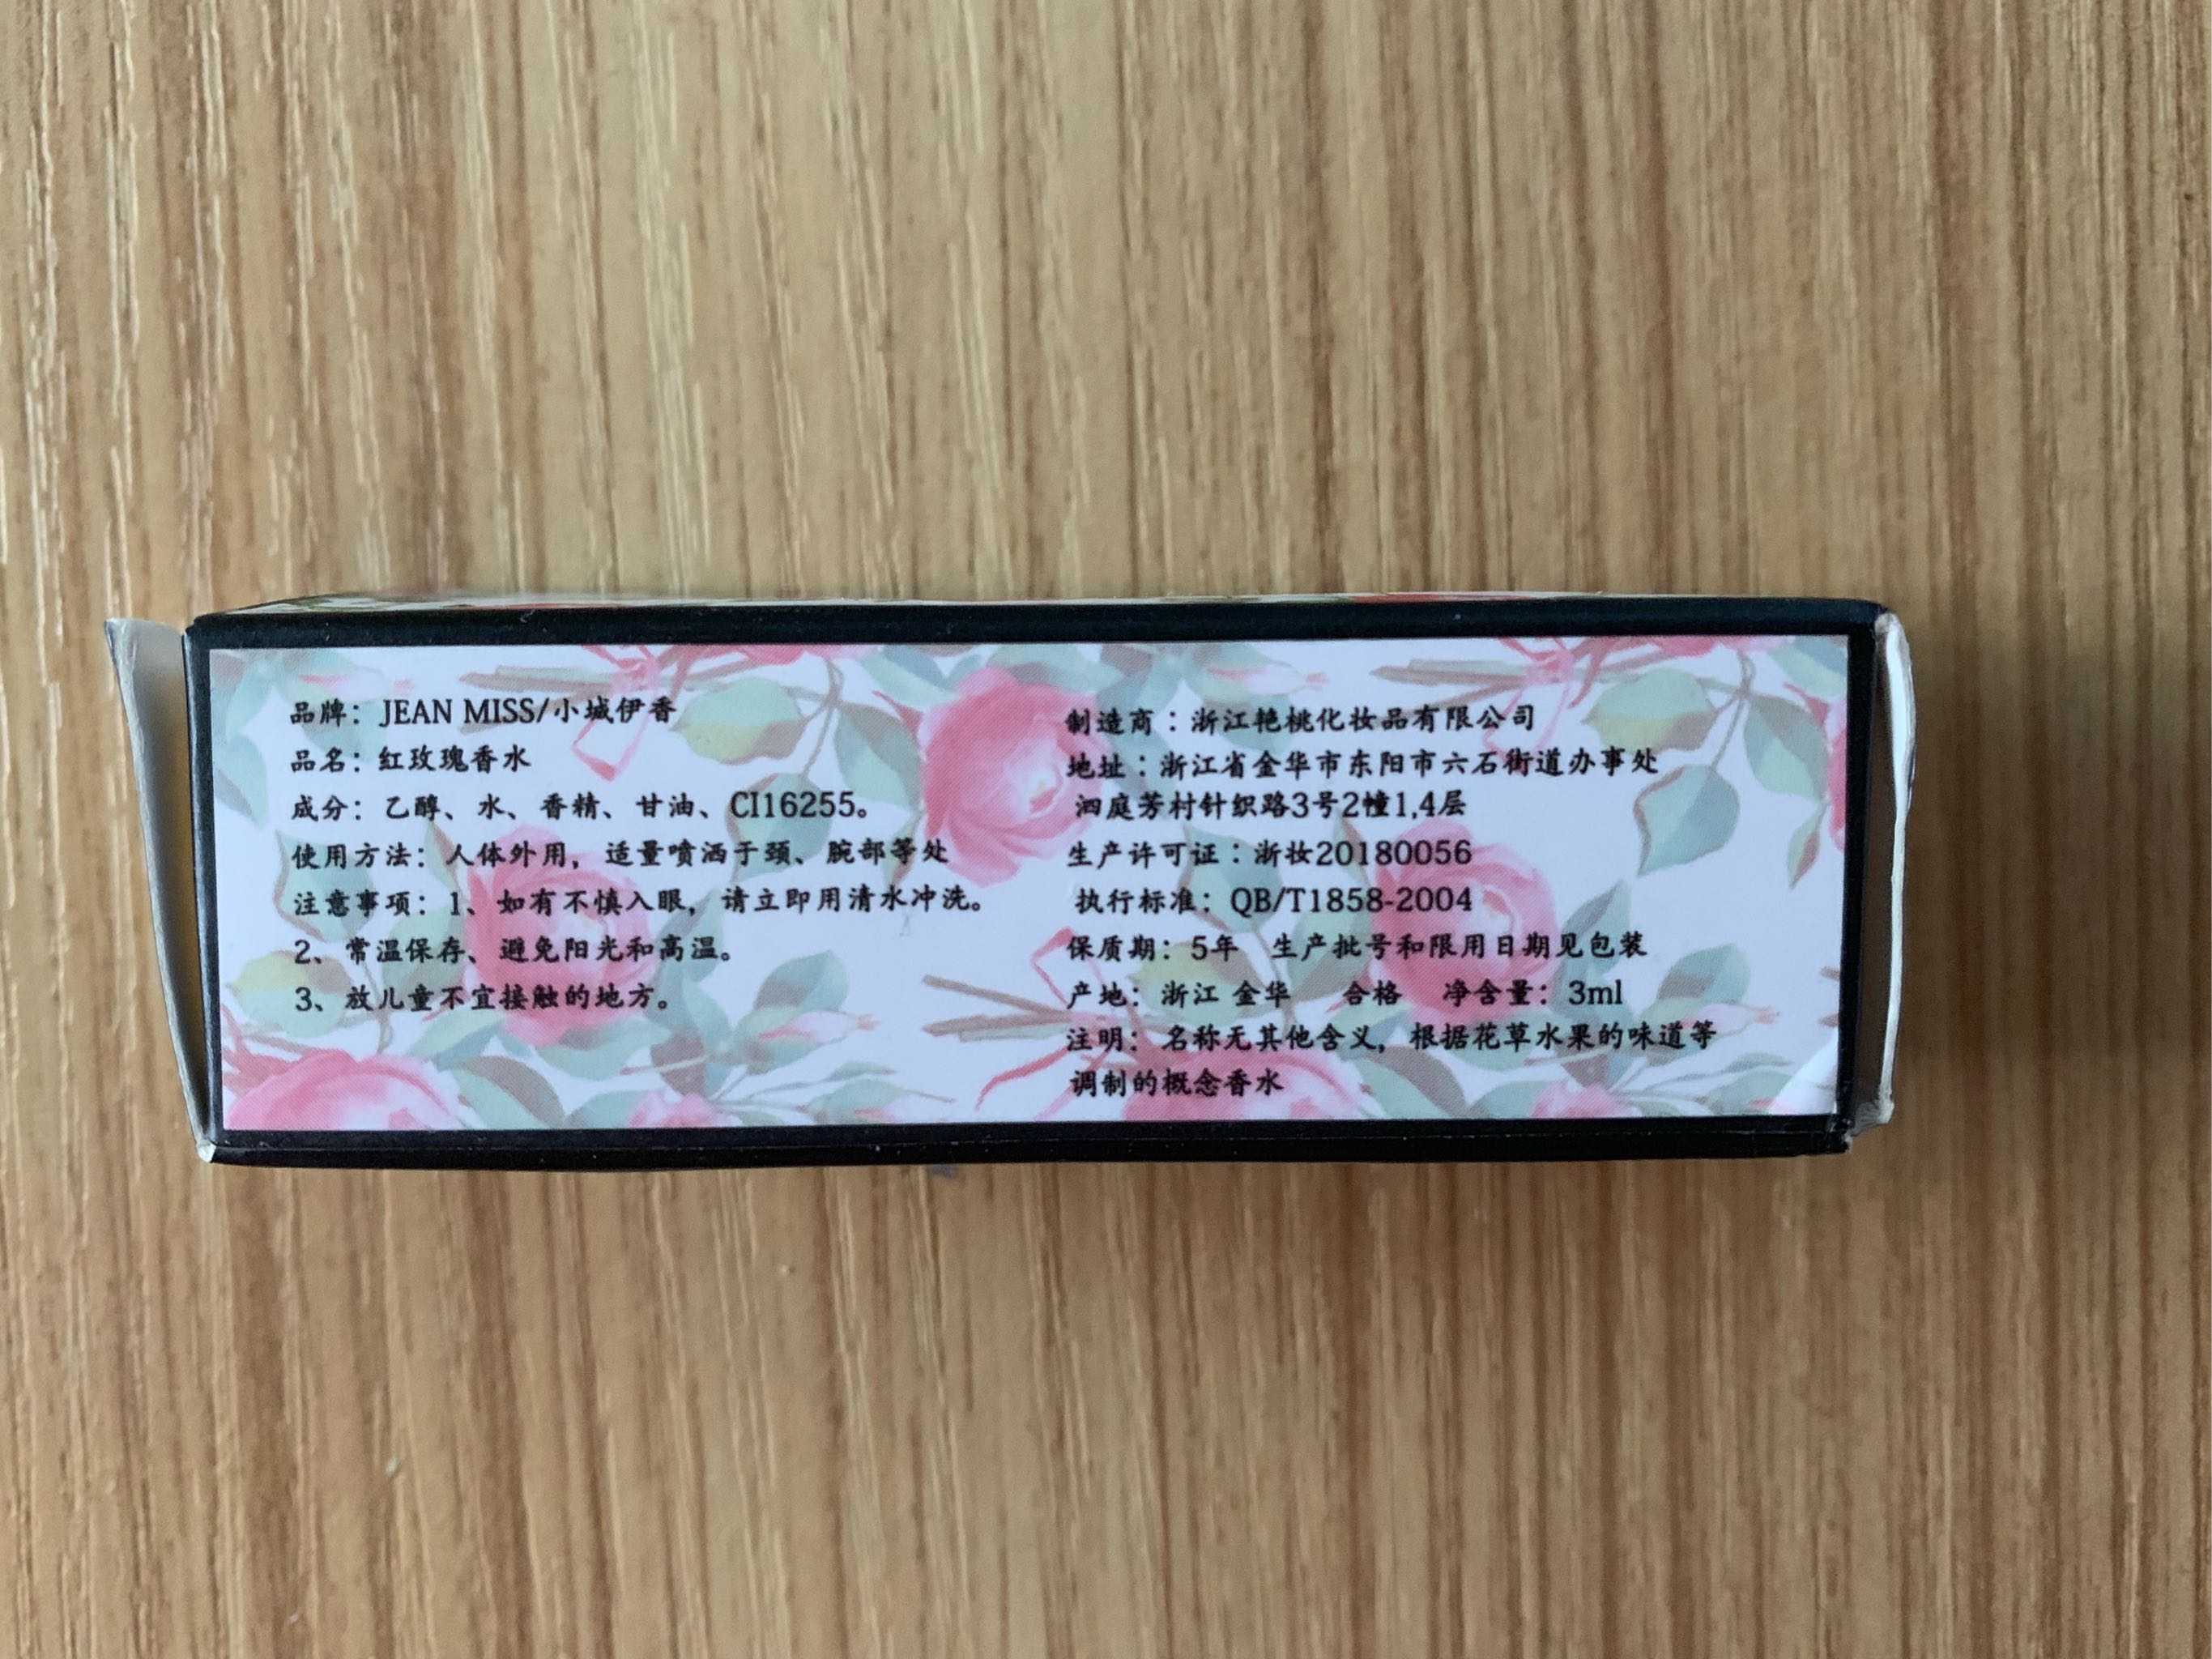 品牌：JEAN MISS/小城伊香
品名：红玫瑰香水
成分：乙醇、水、香精、甘油、CI16255。
使用方法：人体外用，适量喷洒于颈、腕部等处
注意事项：1、如有不慎入眼，请立即用清水冲洗。
2、常温保存、避免阳光和高温。
3、放儿童不宜接触的地方。
制造商：浙江艳桃化妆品有限公司
地址：浙江省金华市东阳市六石街道办事处
泗庭芳村针织路3号2幢1,4层
生产许可证：浙妆20180056
执行标准：QB/T1858-2004
保质期：5年 生产批号和限用日期见包装
产地：浙江 金华 合格 净含量：3ml
注明：名称无其他含义，根据花草水果的味道等
调制的概念香水